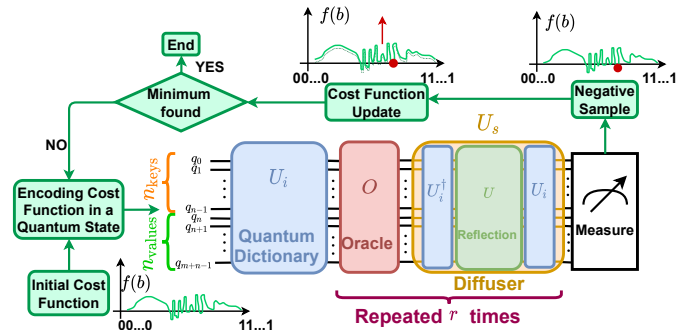 f(b)
00...0
11...1
f(b)
00...0
11...1
End
YES
Minimum
found
Cost Function
Update
Negative
Sample
NO
Encoding Cost
Function in a
Quantum State
Initial Cost
Function
f(b)
00...0
11...1
n_keys
n_values
q_0
q_1
q_{n-1}
q_n
q_{n+1}
q_{m+n-1}
U_i
Quantum
Dictionary
O
Oracle
U_s
U_i^†
U
Reflection
U_i
Diffuser
Measure
Repeated r times